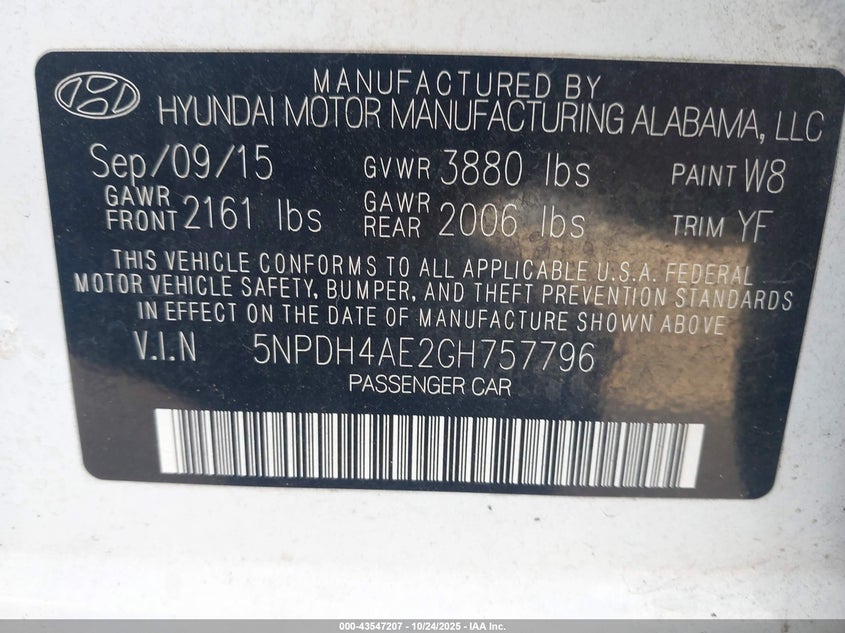 MANUFACTURED BY
HYUNDAI MOTOR MANUFACTURING ALABAMA, LLC
Sep/09/15 GVWR 3880 lbs PAINT W8
GAWR FRONT 2161 lbs GAWR REAR 2006 lbs TRIM YF
THIS VEHICLE CONFORMS TO ALL APPLICABLE U.S.A. FEDERAL
MOTOR VEHICLE SAFETY, BUMPER, AND THEFT PREVENTION STANDARDS
IN EFFECT ON THE DATE OF MANUFACTURE SHOWN ABOVE
V.I.N 5NPDH4AE2GH757796
PASSENGER CAR
000-43547207 - 10/24/2025 - IAA Inc.